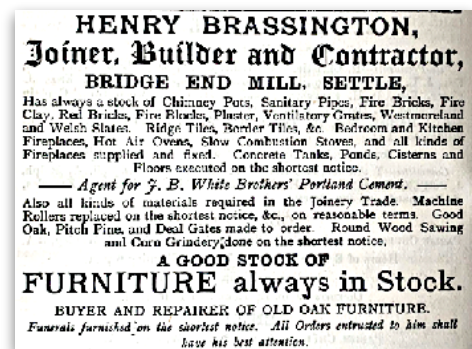 HENRY BRASSINGTON,
Joiner, Builder and Contractor,
BRIDGE END MILL, SETTLE,
Has always a stock of Chimney Pots, Sanitary Pipes, Fire Bricks, Fire
Clay, Red Bricks, Fire Blocks, Plaster, Ventilatory Grates, Westmoreland
and Welsh Slates. Ridge Tiles, Border Tiles, &c. Bedroom and Kitchen
Fireplaces, Hot Air Ovens, Slow Combustion Stoves, and all kinds of
Fireplaces supplied and fixed. Concrete Tanks, Ponds, Cisterns and
Floors executed on the shortest notice.
Agent for J. B. White Brothers' Portland Cement.
Also all kinds of materials required in the Joinery Trade. Machine
Rollers replaced on the shortest notice, &c., on reasonable terms. Good
Oak, Pitch Pine, and Deal Gates made to order. Round Wood Sawing
and Corn Grindery done on the shortest notice.
A GOOD STOCK OF
FURNITURE always in Stock.
BUYER AND REPAIRER OF OLD OAK FURNITURE.
Funerals furnished on the shortest notice. All Orders entrusted to him shall
have his best attention.